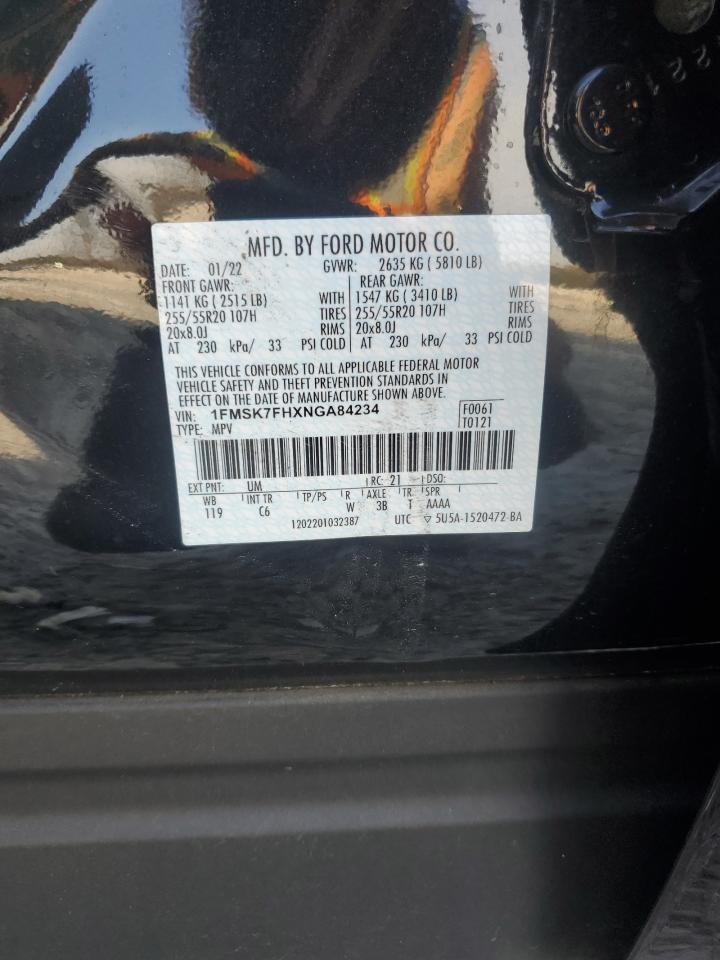 MFD. BY FORD MOTOR CO.
DATE: 01/22 GVWR: 2635 KG ( 5810 LB)
FRONT GAWR: REAR GAWR:
1141 KG ( 2515 LB) WITH 1547 KG ( 3410 LB) WITH
255/55R20 107H TIRES 255/55R20 107H TIRES
20x8.0J RIMS 20x8.0J RIMS
AT 230 kPa/ 33 PSI COLD AT 230 kPa/ 33 PSI COLD
THIS VEHICLE CONFORMS TO ALL APPLICABLE FEDERAL MOTOR
VEHICLE SAFETY AND THEFT PREVENTION STANDARDS IN
EFFECT ON THE DATE OF MANUFACTURE SHOWN ABOVE.
VIN: 1FMSK7FHXNGA84234 F0061
TYPE: MPV T0121
EXT PNT: UM RC: 21 DSO:
WB INT TR TP/PS R AXLE TR SPR
119 C6 W 3B T AAAA
1202201032387 UTC ▽ 5U5A-1520472-BA